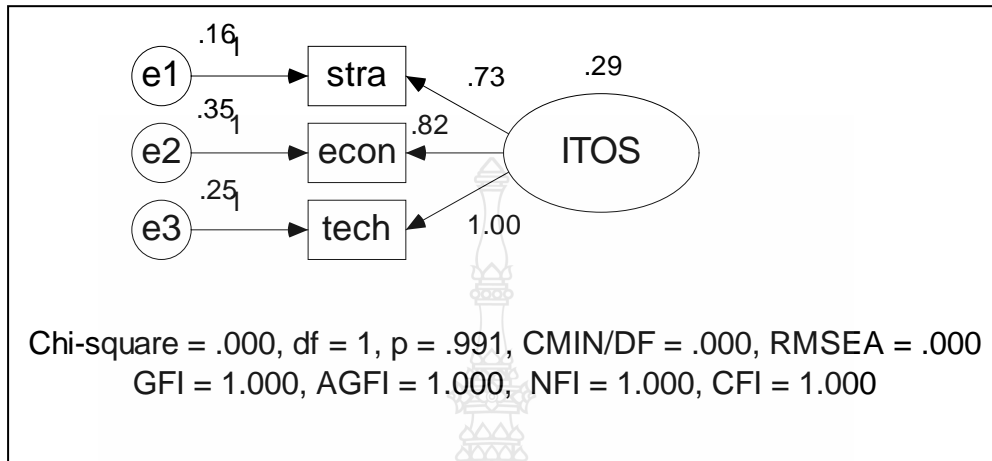 .16
1
e1
stra
.73
.29
.35
1
e2
econ
.82
ITOS
.25
1
e3
tech
1.00
Chi-square = .000, df = 1, p = .991, CMIN/DF = .000, RMSEA = .000
GFI = 1.000, AGFI = 1.000, NFI = 1.000, CFI = 1.000